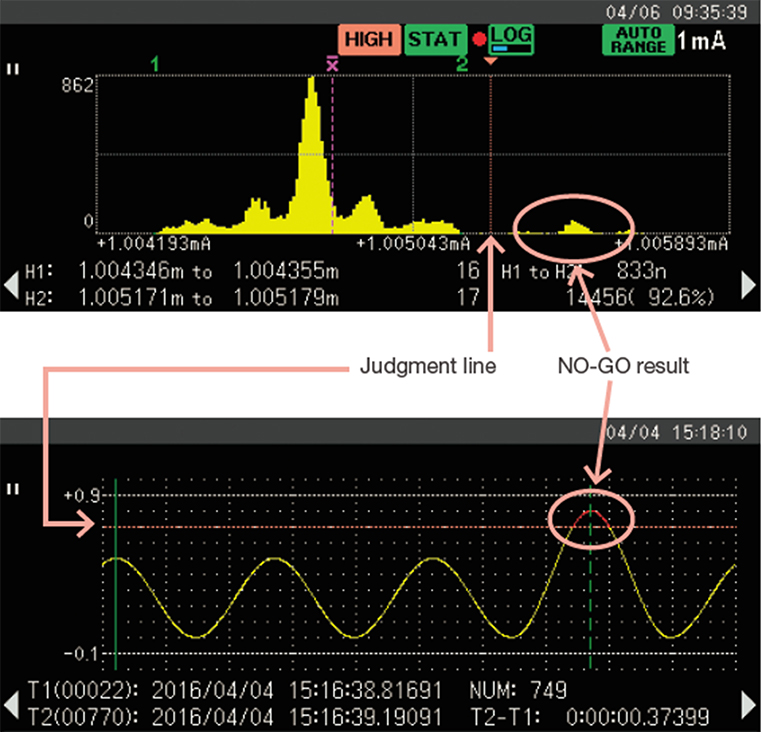 04/06 09:35:39
HIGH STAT LOG AUTO RANGE 1mA
1 x̄ 2
862
0
+1.004193mA +1.005043mA +1.005893mA
H1: 1.004346m to 1.004355m 16 H1 to H2: 833n
H2: 1.005171m to 1.005179m 17 14456( 92.6%)
Judgment line NO-GO result
04/04 15:18:10
+0.9
-0.1
T1(00022): 2016/04/04 15:16:38.81691 NUM: 749
T2(00770): 2016/04/04 15:16:39.19091 T2-T1: 0:00:00.37399